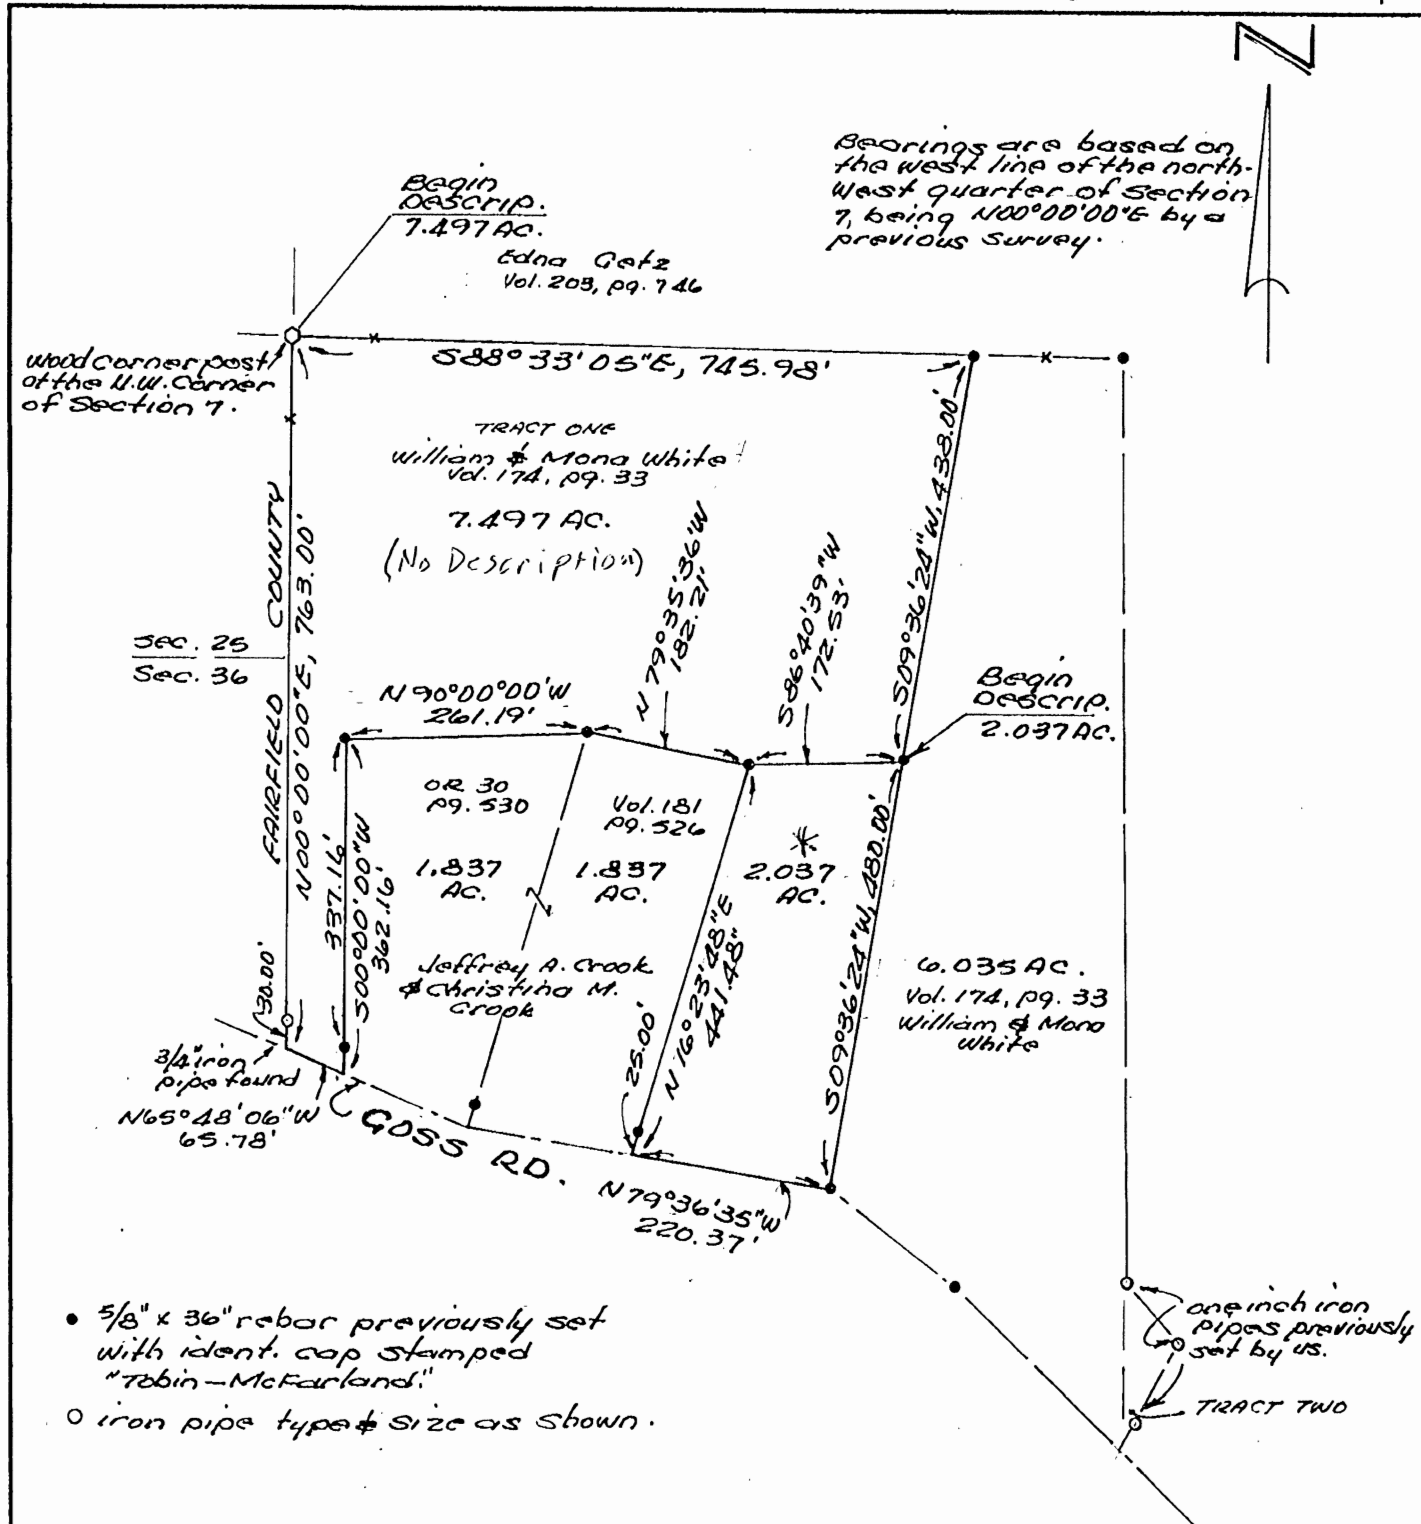 N
Bearings are based on
the west line of the north-
west quarter of Section
7, being N00°00'00"E by a
previous survey.
Begin
Descrip.
7.497 AC.
Edna Getz
Vol. 203, pg. 746
wood corner post
at the N.W. Corner
of Section 7.
S88°33'05"E, 745.98'
TRACT ONE
William & Mona White
Vol. 174, pg. 33
7.497 AC.
(No Description)
FAIRFIELD COUNTY
N00°00'00"E, 763.00'
Sec. 25
Sec. 36
N 79°35'36"W
182.21'
S86°40'39"W
172.53'
S09°36'24"W, 438.00'
Begin
Descrip.
2.037 AC.
N 90°00'00"W
261.19'
OR 30
pg. 530
1.837
AC.
Vol. 181
pg. 526
1.837
AC.
*
2.037
AC.
337.16'
S00°00'00"W
362.16'
Jeffrey A. Crook
& Christina M.
Crook
N 16°23'48"E
441.48"
25.00'
S09°36'24"W, 480.00'
6.035 AC.
Vol. 174, pg. 33
William & Mona
White
30.00'
3/4" iron
pipe found
N65°48'06"W
65.78'
GOSS RD.
N79°36'35"W
220.37'
• 5/8" x 36" rebar previously set
with ident. cap stamped
"Tobin-McFarland."
o iron pipe type & size as shown.
one inch iron
pipes previously
set by us.
TRACT TWO